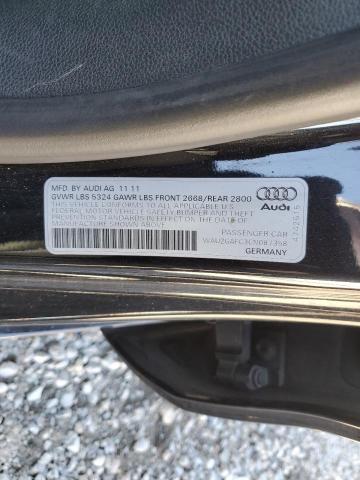 MFD. BY AUDI AG 11 11
GVWR LBS 5324 GAWR LBS FRONT 2668/REAR 2800
THIS VEHICLE CONFORMS TO ALL APPLICABLE U.S.
FEDERAL MOTOR VEHICLE SAFETY, BUMPER AND THEFT
PREVENTION STANDARDS IN EFFECT ON THE DATE OF
MANUFACTURE SHOWN ABOVE
Audi
PASSENGER CAR
WAU2GAFC3CN087358
GERMANY